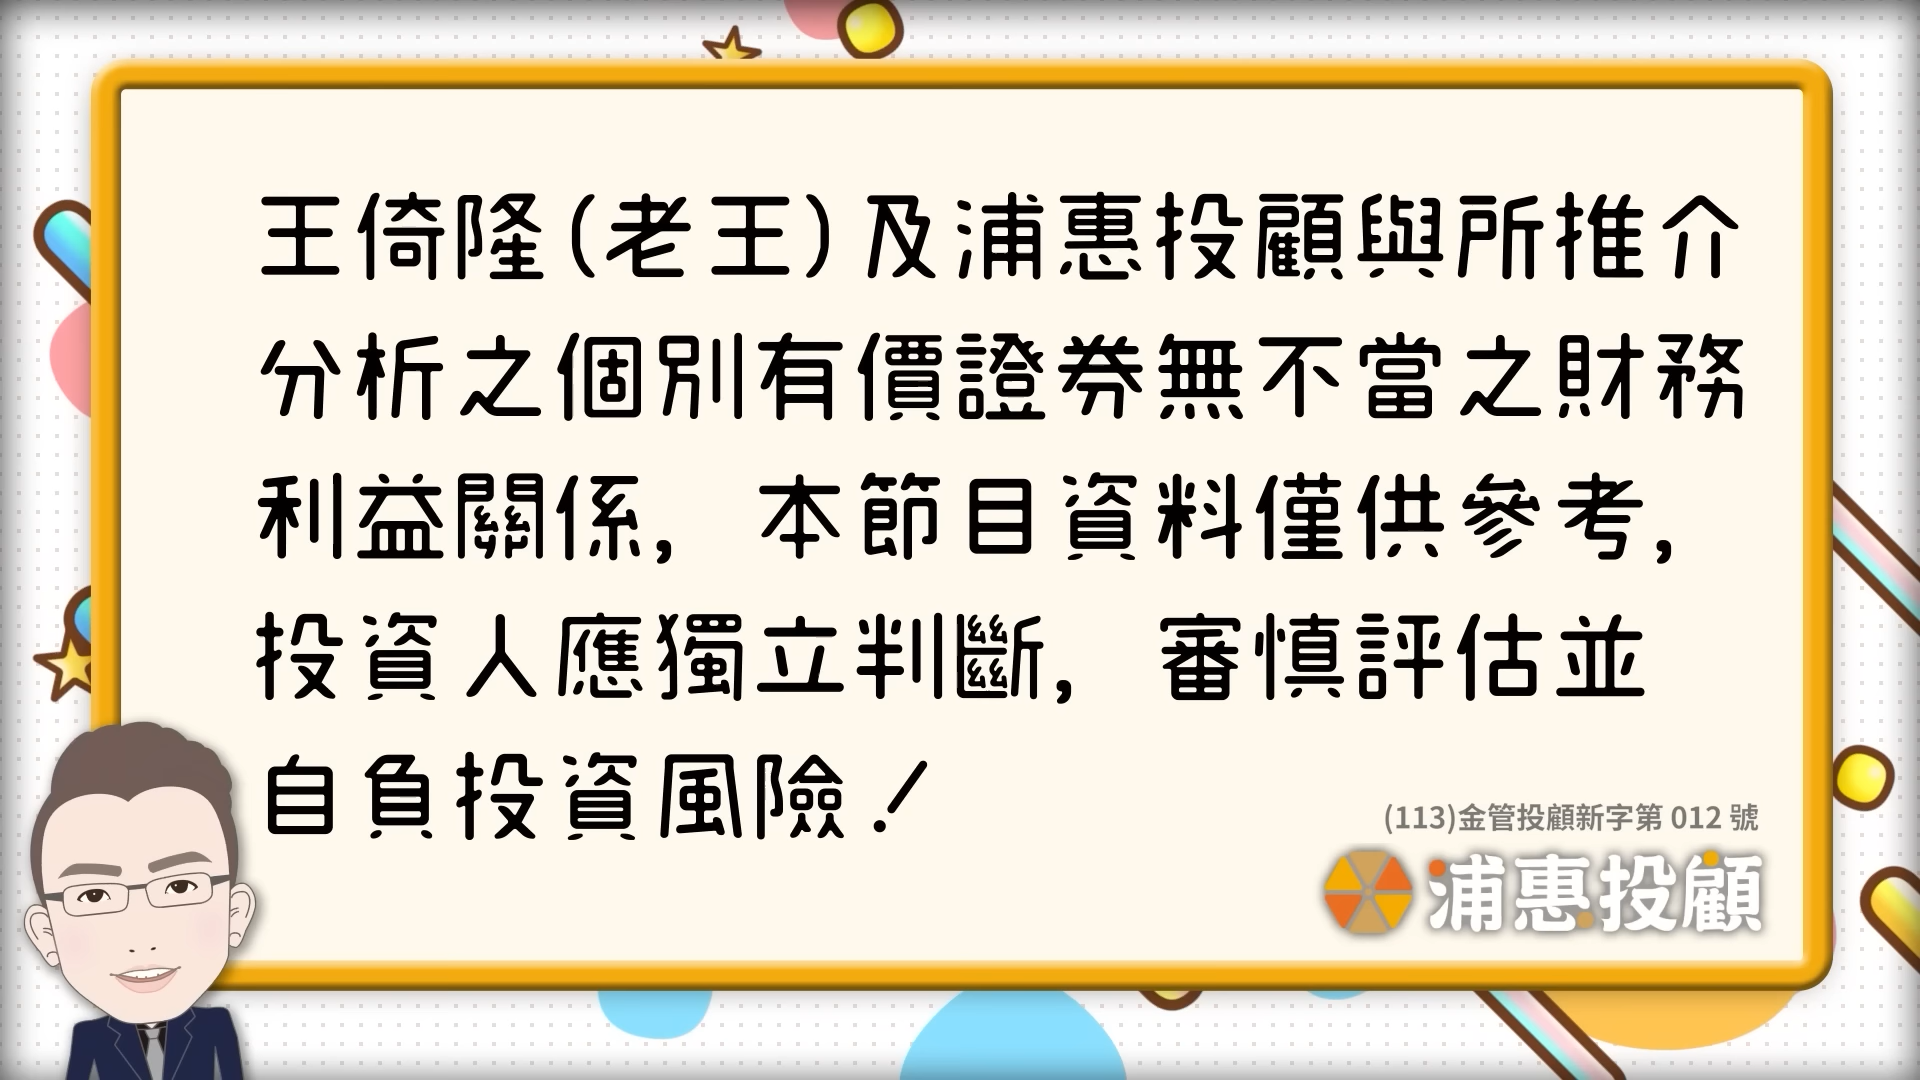 王倚隆(老王)及浦惠投顧與所推介
分析之個別有價證券無不當之財務
利益關係，本節目資料僅供參考，
投資人應獨立判斷，審慎評估並
自負投資風險！
(113)金管投顧新字第 012 號
浦惠投顧